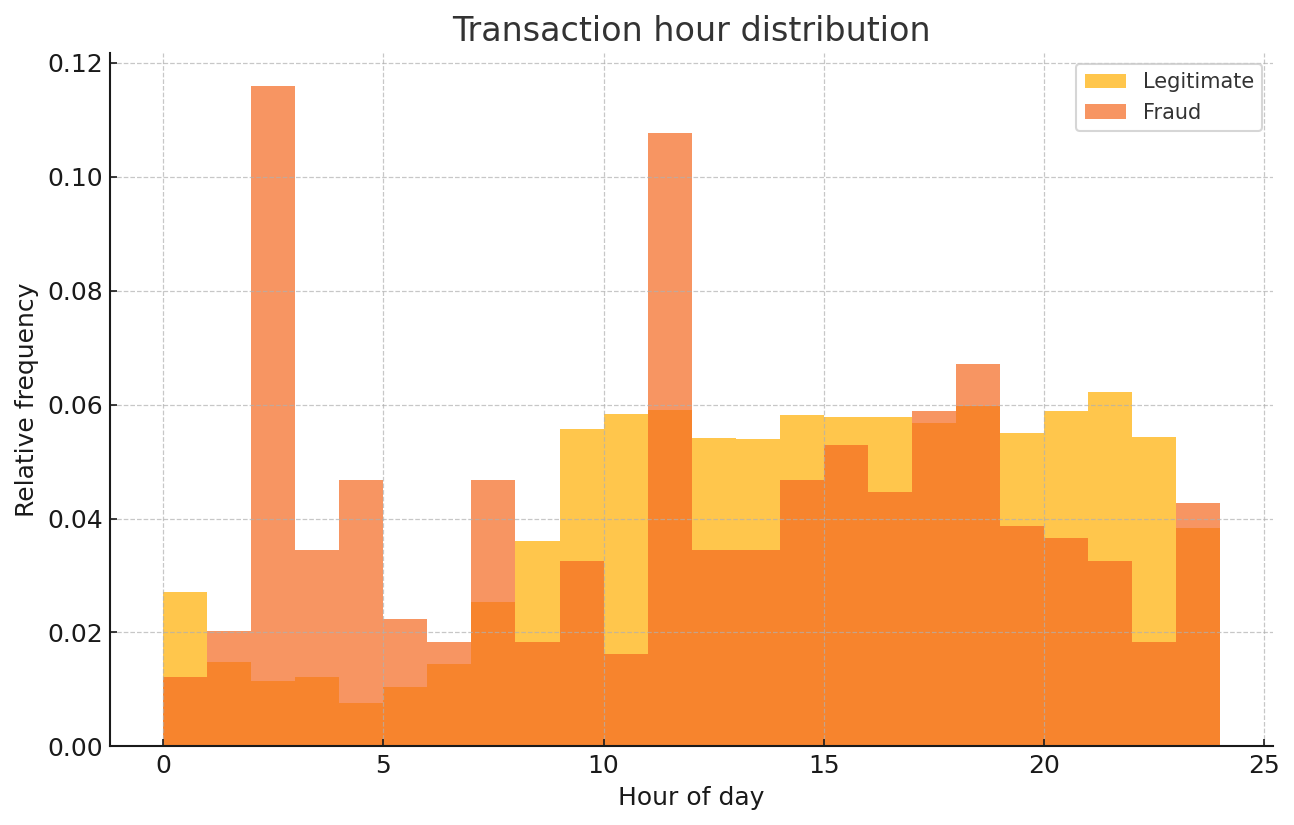 Transaction hour distribution
Legitimate
Fraud
0.12
0.10
0.08
0.06
0.04
0.02
0.00
Relative frequency
0 5 10 15 20 25
Hour of day